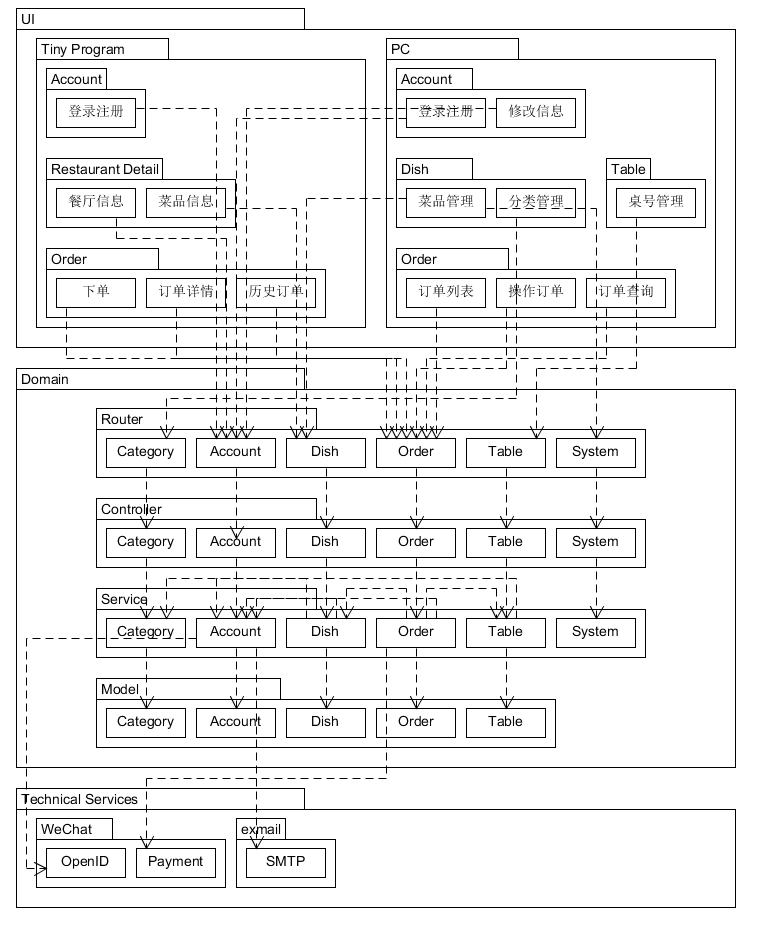 UI
Tiny Program
Account
登录注册
Restaurant Detail
餐厅信息 菜品信息
Order
下单 订单详情 历史订单
PC
Account
登录注册 修改信息
Dish
菜品管理 分类管理
Table
桌号管理
Order
订单列表 操作订单 订单查询
Domain
Router
Category Account Dish Order Table System
Controller
Category Account Dish Order Table System
Service
Category Account Dish Order Table System
Model
Category Account Dish Order Table
Technical Services
WeChat
OpenID Payment
exmail
SMTP